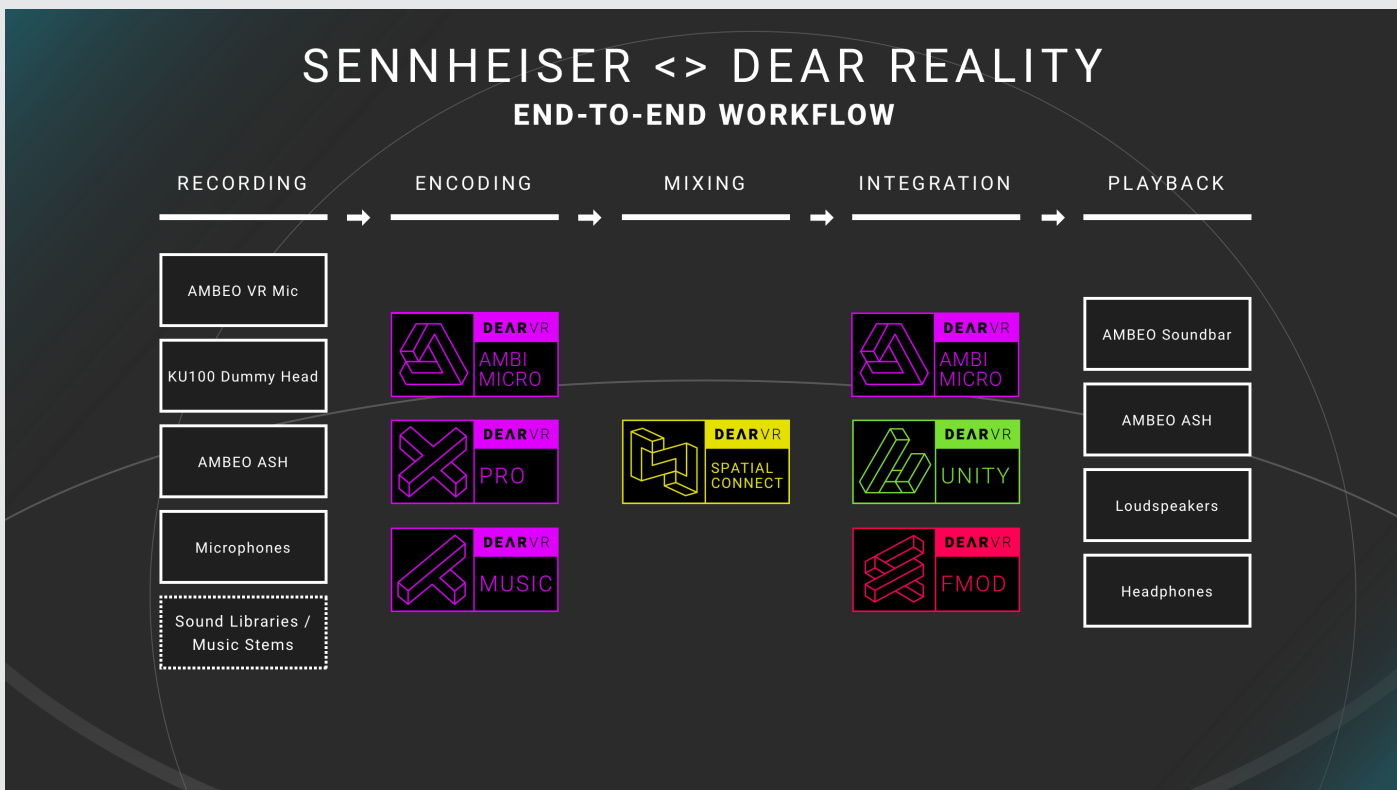 SENNHEISER <> DEAR REALITY
END-TO-END WORKFLOW
RECORDING
AMBEO VR Mic
KU100 Dummy Head
AMBEO ASH
Microphones
Sound Libraries /
Music Stems
ENCODING
DEARVR
AMBI
MICRO
DEARVR
PRO
DEARVR
MUSIC
MIXING
DEARVR
SPATIAL
CONNECT
INTEGRATION
DEARVR
AMBI
MICRO
DEARVR
UNITY
DEARVR
FMOD
PLAYBACK
AMBEO Soundbar
AMBEO ASH
Loudspeakers
Headphones